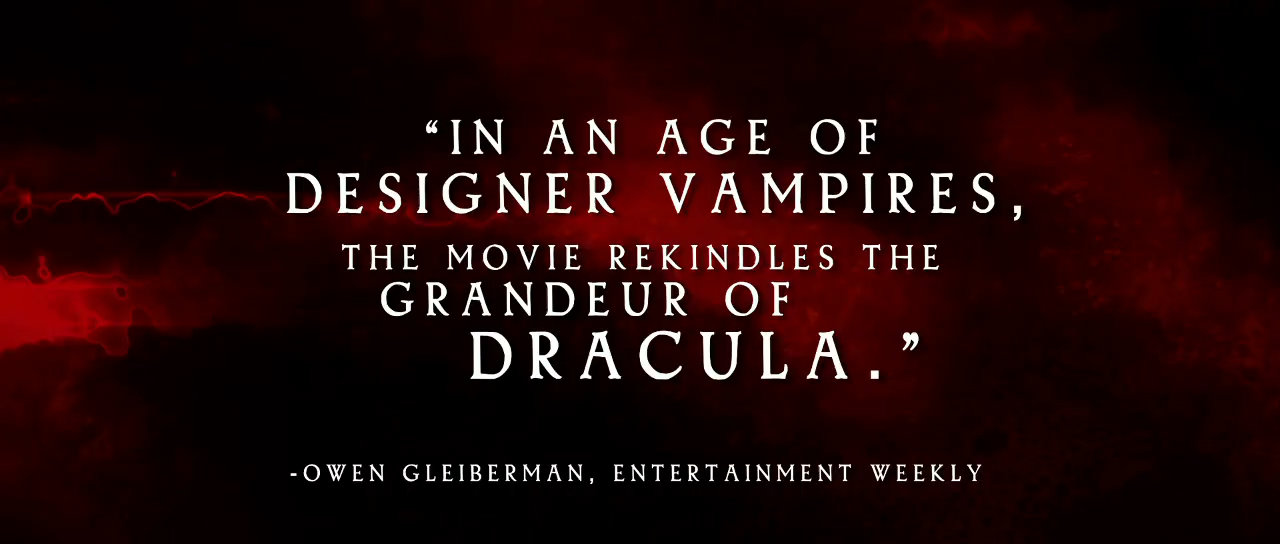 “IN AN AGE OF
DESIGNER VAMPIRES,
THE MOVIE REKINDLES THE
GRANDEUR OF
DRACULA.”
-OWEN GLEIBERMAN, ENTERTAINMENT WEEKLY